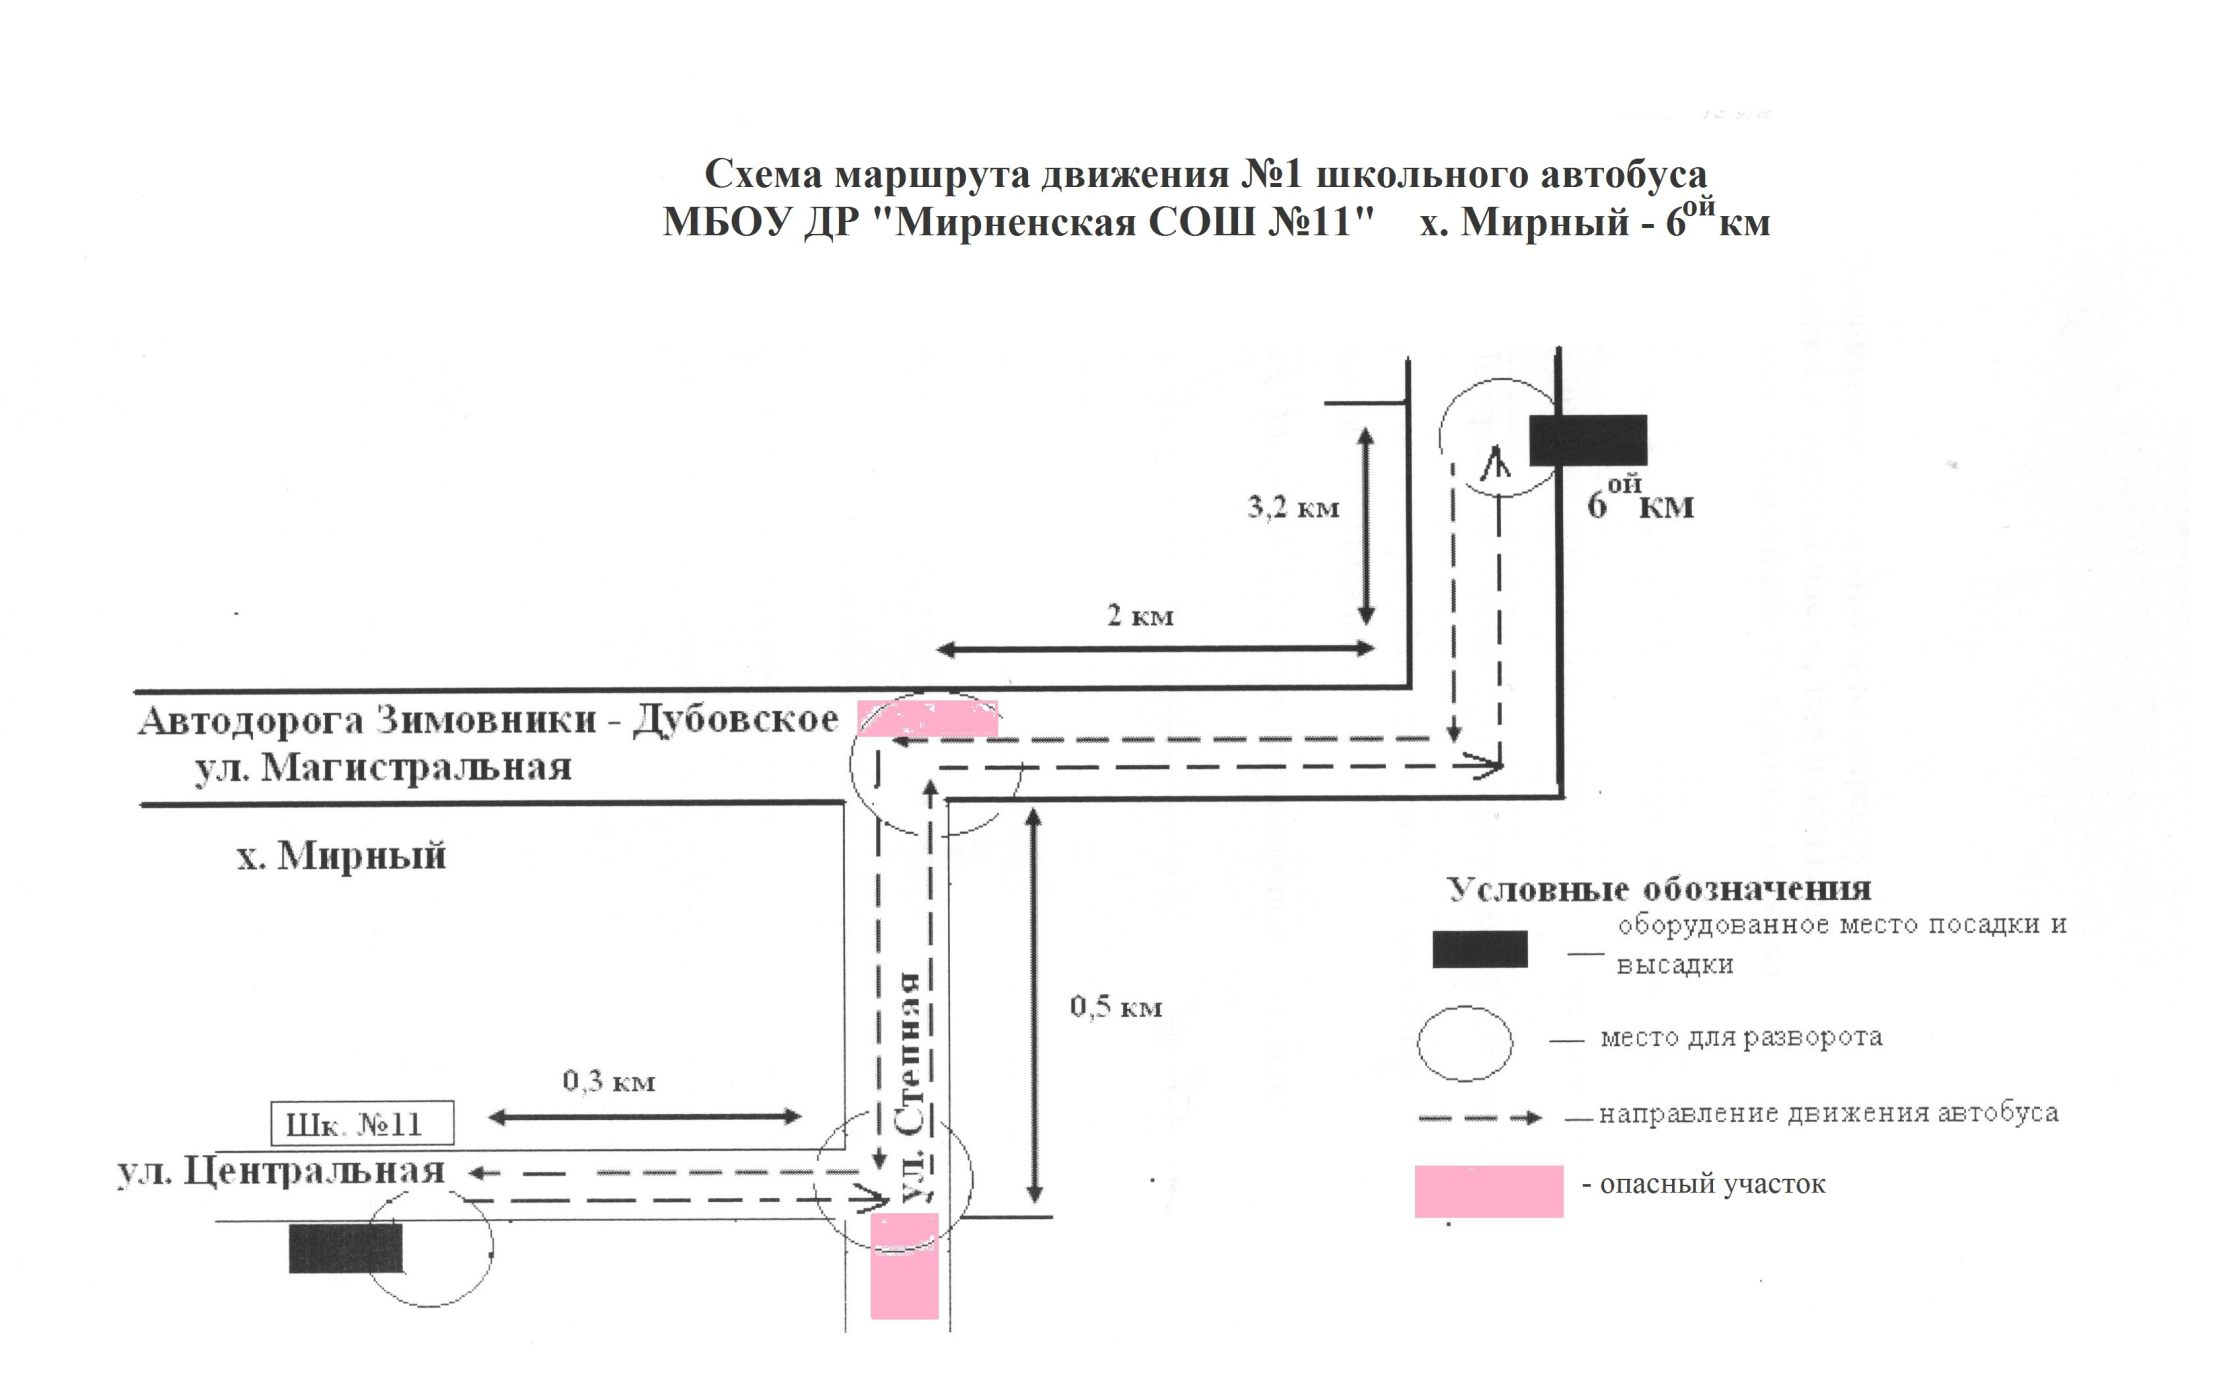 Схема маршрута движения №1 школьного автобуса
МБОУ ДР "Мирненская СОШ №11" х. Мирный - 6ой км
3,2 км
6ой км
2 км
Автодорога Зимовники - Дубовское
ул. Магистральная
х. Мирный
ул. Степная
0,5 км
0,3 км
Шк. №11
ул. Центральная
Условные обозначения
— оборудованное место посадки и
высадки
— место для разворота
— направление движения автобуса
- опасный участок